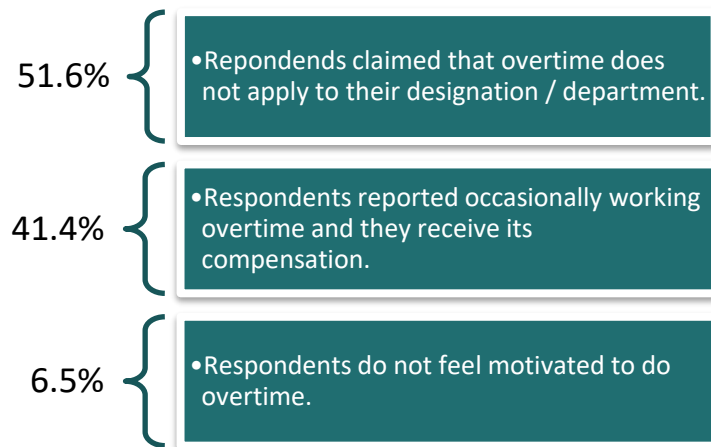 51.6%
•Repondends claimed that overtime does
not apply to their designation / department.
41.4%
•Respondents reported occasionally working
overtime and they receive its
compensation.
6.5%
•Respondents do not feel motivated to do
overtime.